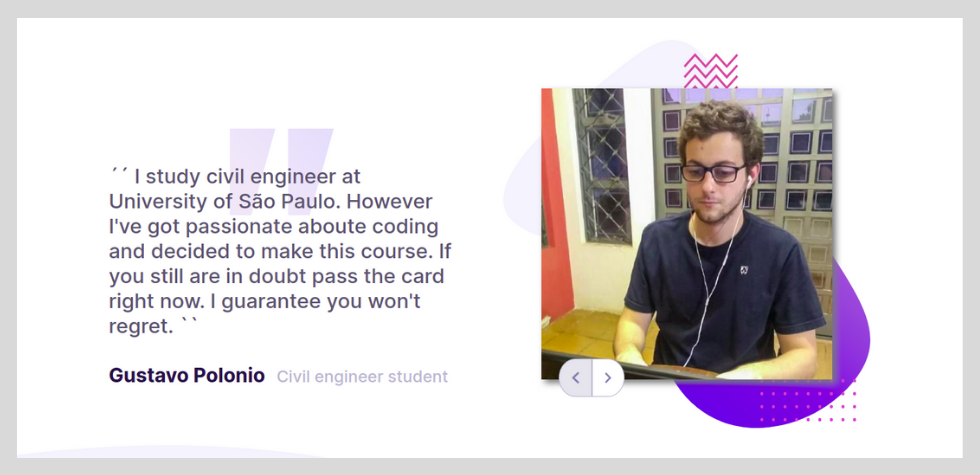 ´´ I study civil engineer at
University of São Paulo. However
I've got passionate aboute coding
and decided to make this course. If
you still are in doubt pass the card
right now. I guarantee you won't
regret. ``
Gustavo Polonio Civil engineer student